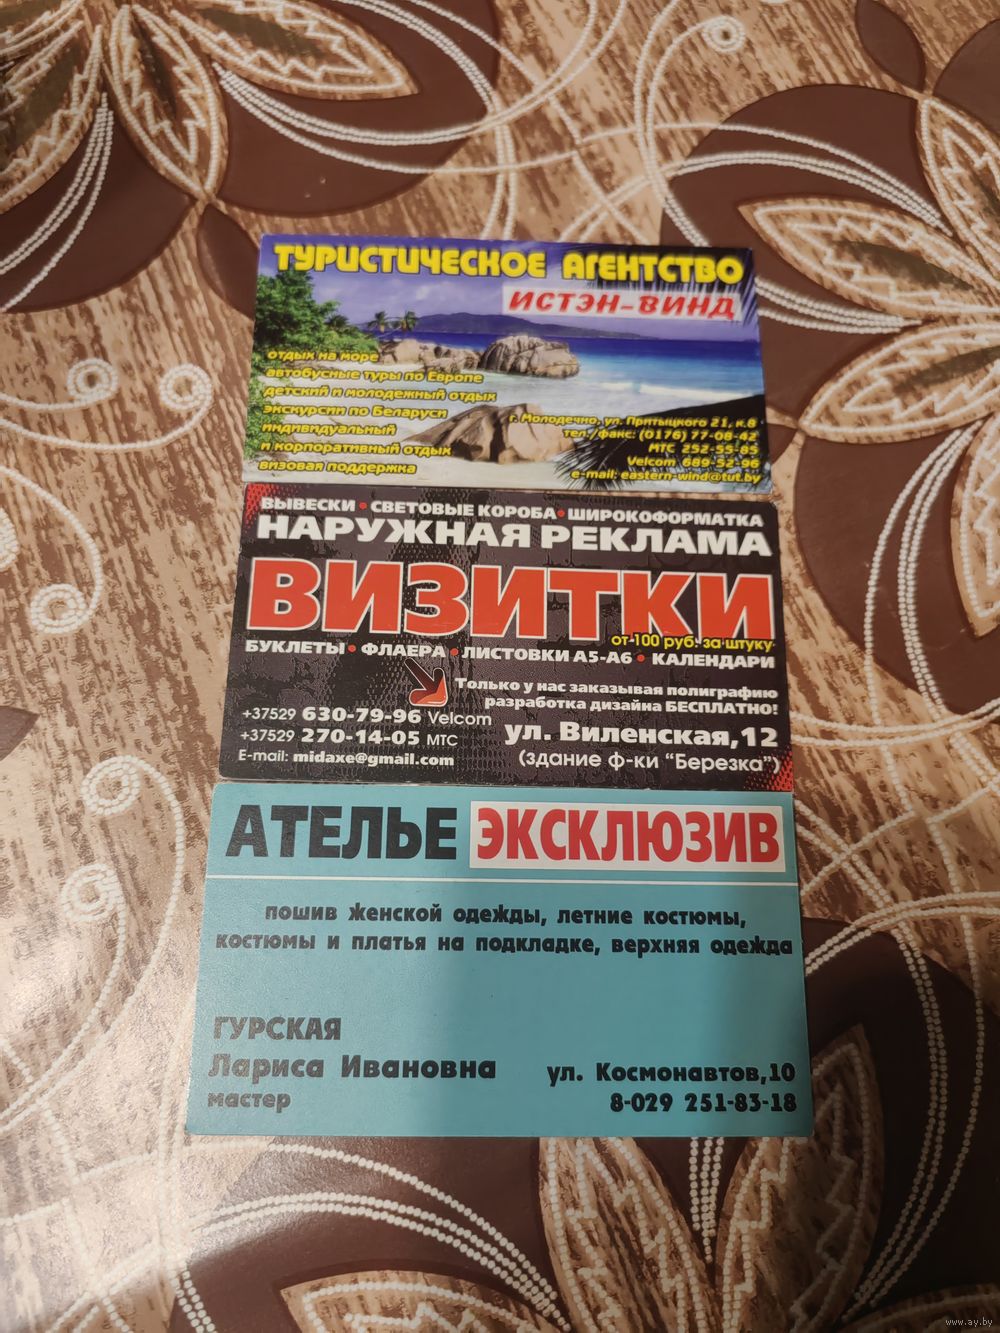 ТУРИСТИЧЕСКОЕ АГЕНТСТВО
ИСТЭН-ВИНД
отдых на море
автобусные туры по Европе
детский и молодежный отдых
экскурсии по Беларуси
индивидуальный
и корпоративный отдых
визовая поддержка
г. Молодечно, ул. Притыцкого 21, к.8
тел./факс: (0176) 77-08-42
МТС 252-55-85
Velcom 689-52-96
e-mail: eastern-wind@tut.by
ВЫВЕСКИ • СВЕТОВЫЕ КОРОБА • ШИРОКОФОРМАТКА
НАРУЖНАЯ РЕКЛАМА
ВИЗИТКИ
от 100 руб. за штуку
БУКЛЕТЫ • ФЛАЕРА • ЛИСТОВКИ А5-А6 • КАЛЕНДАРИ
Только у нас заказывая полиграфию
разработка дизайна БЕСПЛАТНО!
+37529 630-79-96 Velcom
+37529 270-14-05 МТС
E-mail: midaxe@gmail.com
ул. Виленская,12
(здание ф-ки "Березка")
АТЕЛЬЕ ЭКСКЛЮЗИВ
пошив женской одежды, летние костюмы,
костюмы и платья на подкладке, верхняя одежда
ГУРСКАЯ
Лариса Ивановна
мастер
ул. Космонавтов,10
8-029 251-83-18
www.ay.by